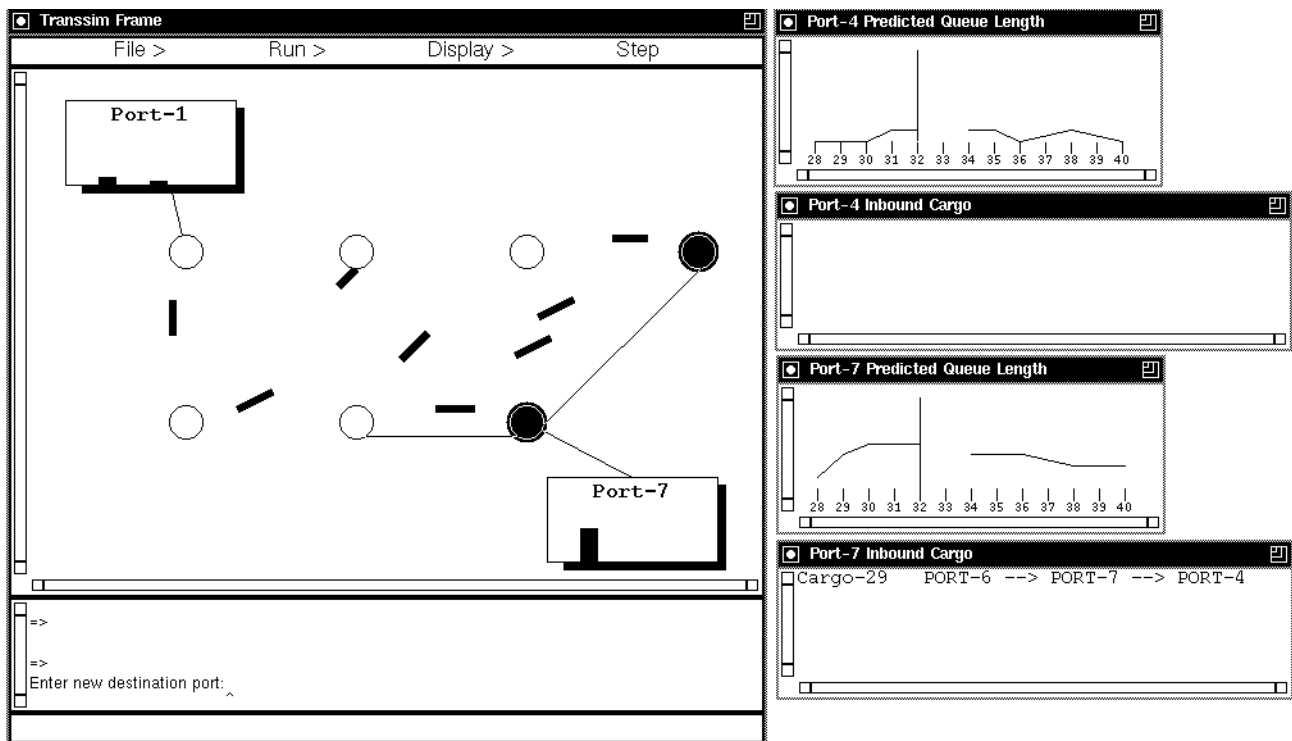 Transsim Frame
File > Run > Display > Step
Port-1
Port-7
=>
=>
Enter new destination port:
^
Port-4 Predicted Queue Length
28 29 30 31 32 33 34 35 36 37 38 39 40
Port-4 Inbound Cargo
Port-7 Predicted Queue Length
28 29 30 31 32 33 34 35 36 37 38 39 40
Port-7 Inbound Cargo
Cargo-29 PORT-6 --> PORT-7 --> PORT-4